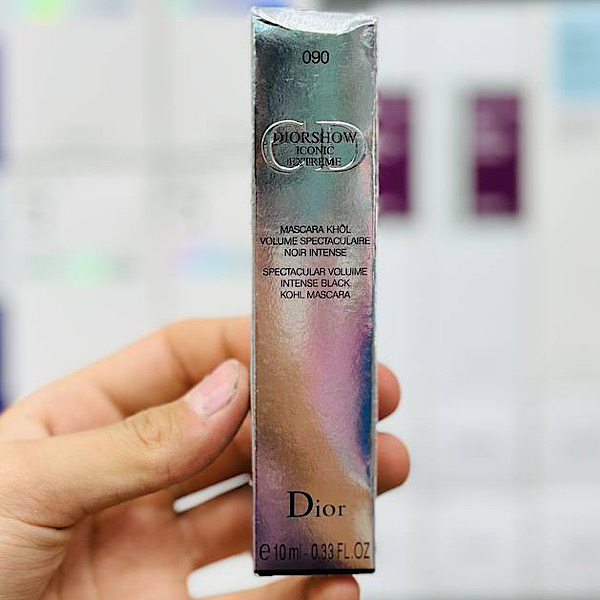 090
CD
DIORSHOW
ICONIC
EXTREME
MASCARA KHÔL
VOLUME SPECTACULAIRE
NOIR INTENSE
SPECTACULAR VOLUIME
INTENSE BLACK
KOHL MASCARA
Dior
℮ 10 ml - 0.33 FL.OZ